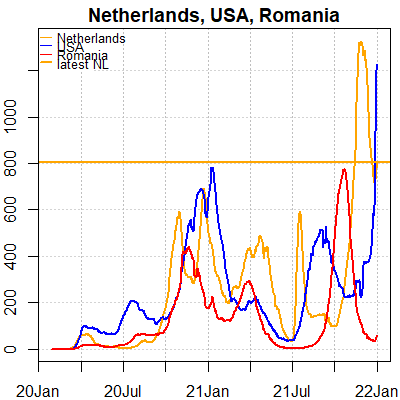 Netherlands, USA, Romania
Netherlands
USA
Romania
latest NL
1000
800
600
400
200
0
20Jan 20Jul 21Jan 21Jul 22Jan